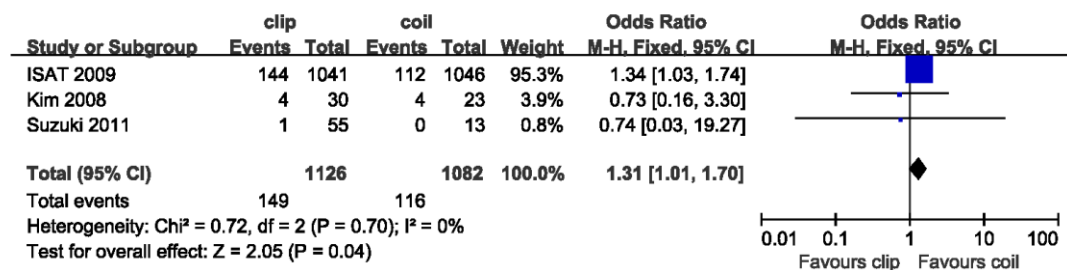 clip coil Odds Ratio Odds Ratio
Study or Subgroup Events Total Events Total Weight M-H, Fixed, 95% CI M-H, Fixed, 95% CI
ISAT 2009 144 1041 112 1046 95.3% 1.34 [1.03, 1.74]
Kim 2008 4 30 4 23 3.9% 0.73 [0.16, 3.30]
Suzuki 2011 1 55 0 13 0.8% 0.74 [0.03, 19.27]
Total (95% CI) 1126 1082 100.0% 1.31 [1.01, 1.70]
Total events 149 116
Heterogeneity: Chi² = 0.72, df = 2 (P = 0.70); I² = 0%
Test for overall effect: Z = 2.05 (P = 0.04)
0.01 0.1 1 10 100
Favours clip Favours coil